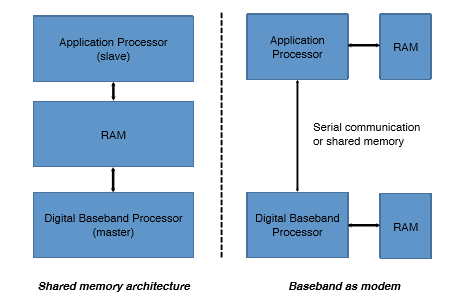 Application Processor
(slave)
RAM
Digital Baseband Processor
(master)
Shared memory architecture
Application
Processor
RAM
Serial communication
or shared memory
Digital Baseband
Processor
RAM
Baseband as modem